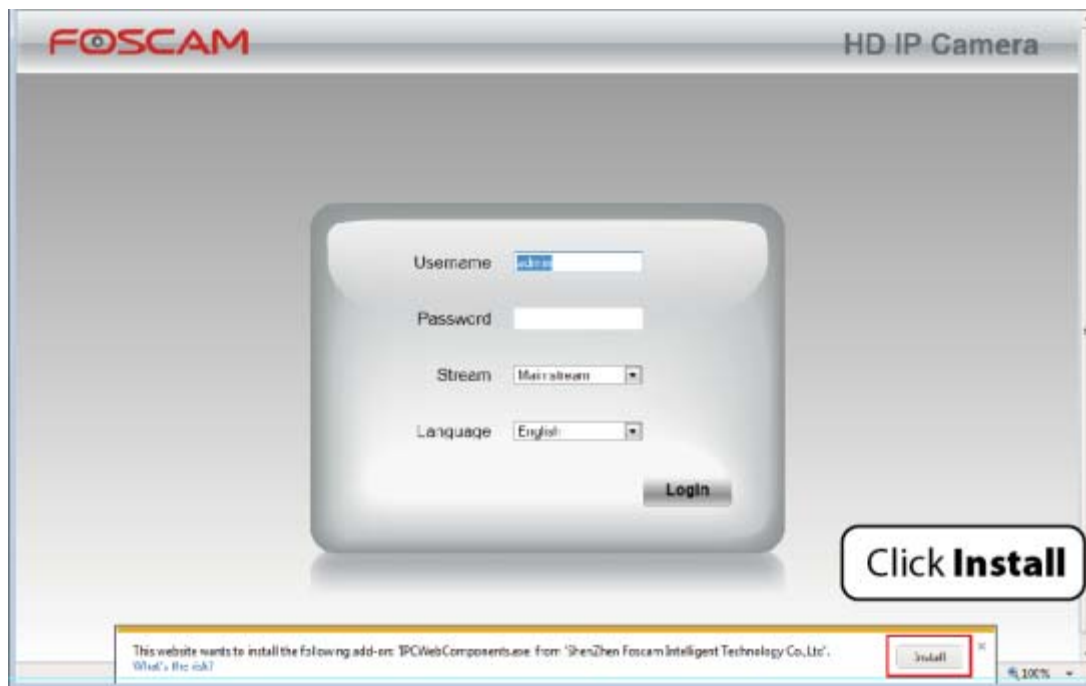 FOSCAM
HD IP Camera
Username admin
Password
Stream Main stream
Language English
Login
Click Install
This website wants to install the following add-on: 'IPCWebComponents.exe' from 'ShenZhen Foscam Intelligent Technology Co.,Ltd'.
What's the risk?
Install
100%